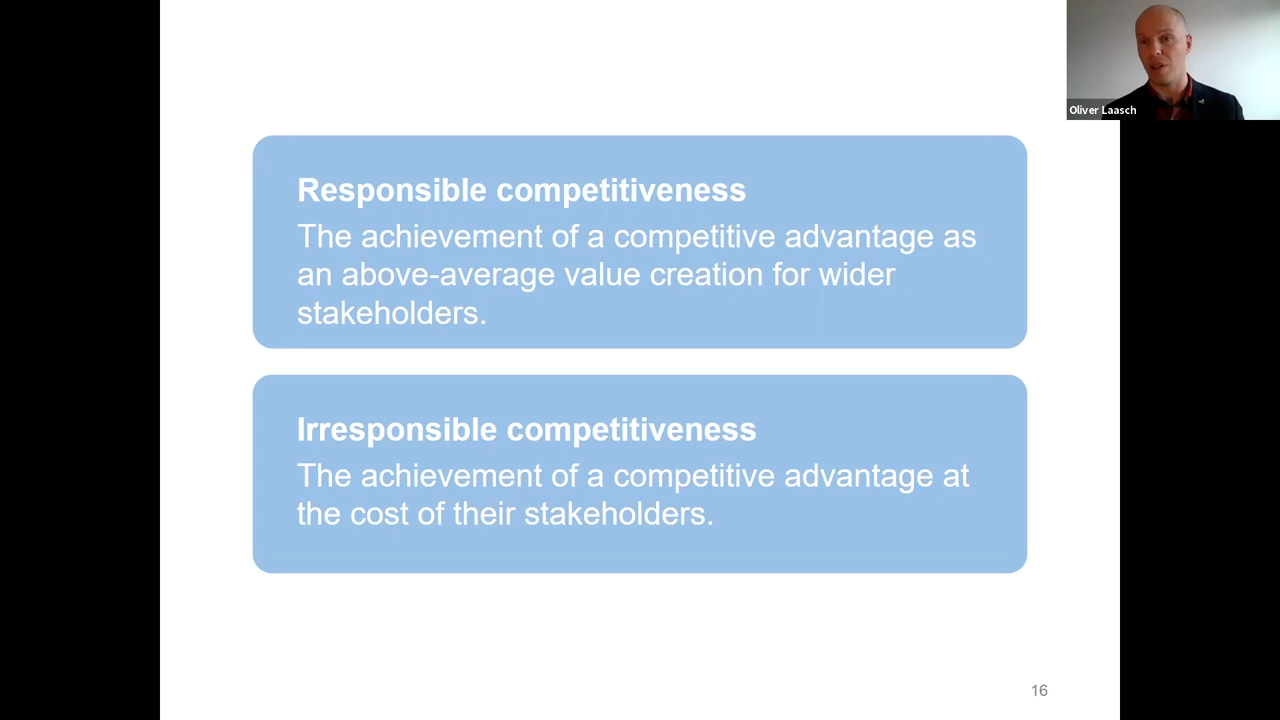 Oliver Laasch
Responsible competitiveness
The achievement of a competitive advantage as
an above-average value creation for wider
stakeholders.
Irresponsible competitiveness
The achievement of a competitive advantage at
the cost of their stakeholders.
16